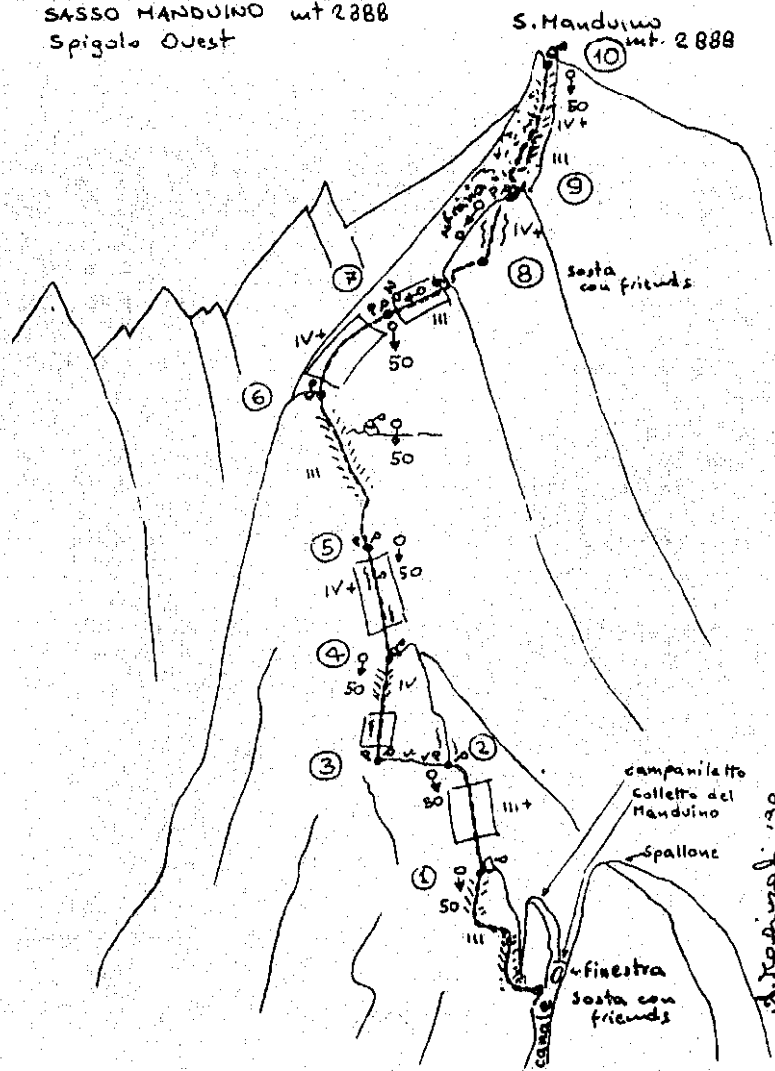 SASSO MANDUINO mt 2888
Spigolo Ovest
S. Manduino
mt. 2888
10
50
IV+
III
9
IV+
8
sosta
con friends
7
III
IV+
50
6
50
III
5
50
IV+
4
50
IV
3
2
III+
campaniletto
Colletto del
Manduino
Spallone
1
50
III
finestra
sosta con
friends
canale